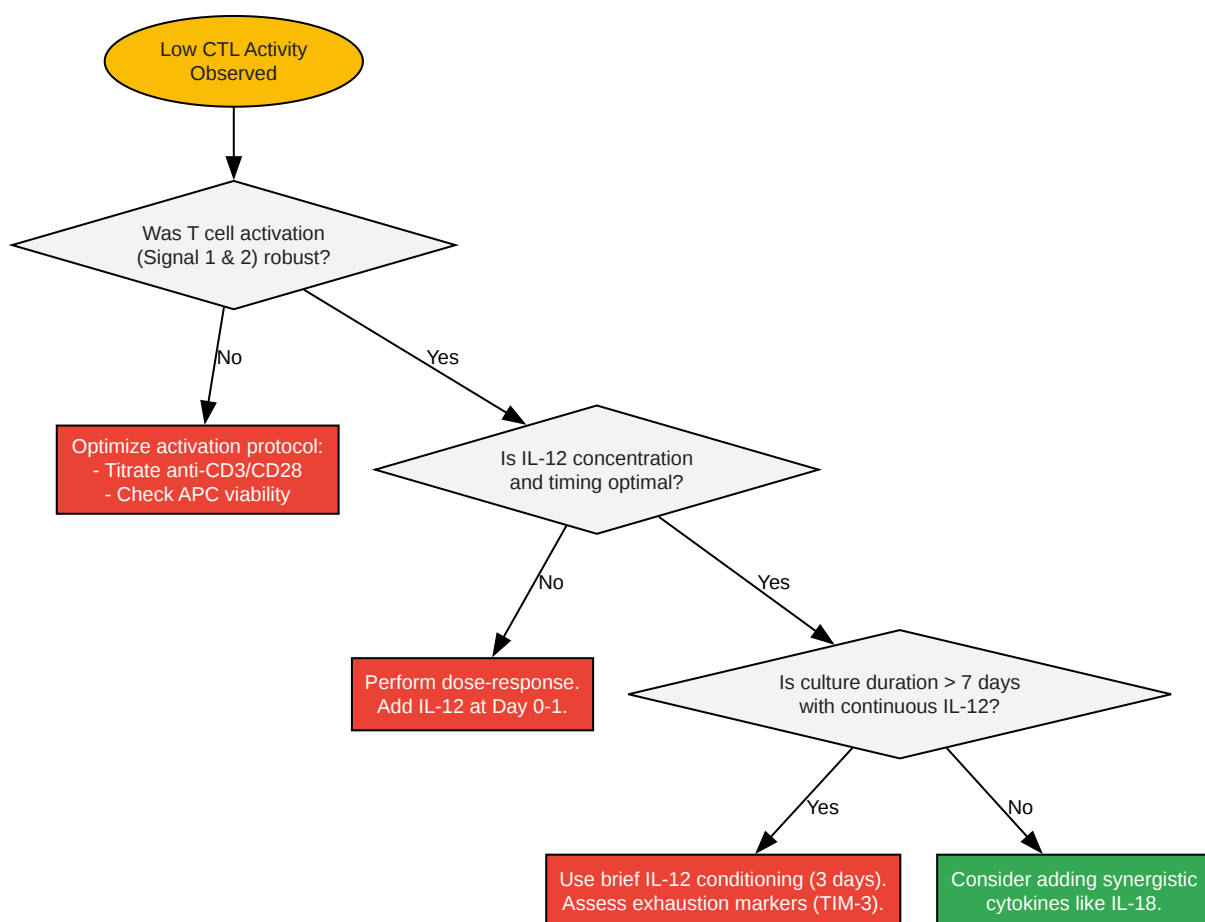 Low CTL Activity
Observed
Was T cell activation
(Signal 1 & 2) robust?
No
Yes
Optimize activation protocol:
- Titrate anti-CD3/CD28
- Check APC viability
Is IL-12 concentration
and timing optimal?
No
Yes
Perform dose-response.
Add IL-12 at Day 0-1.
Is culture duration > 7 days
with continuous IL-12?
Yes
No
Use brief IL-12 conditioning (3 days).
Assess exhaustion markers (TIM-3).
Consider adding synergistic
cytokines like IL-18.